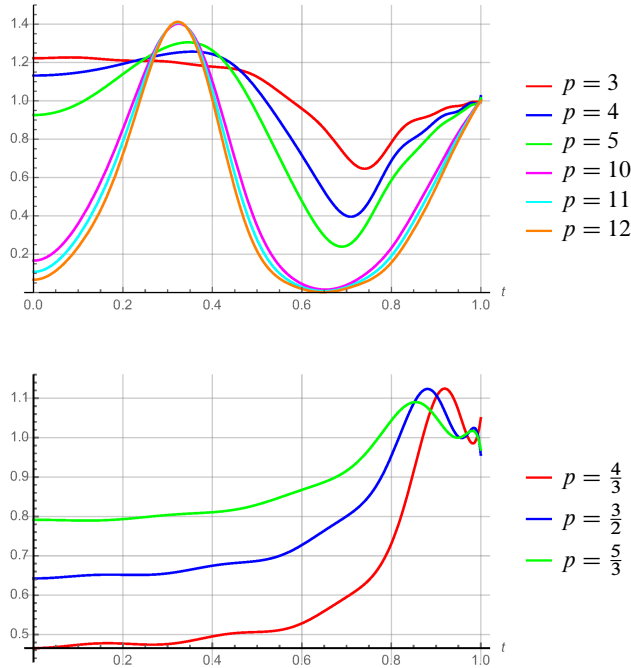 1.4
1.2
1.0
0.8
0.6
0.4
0.2
0.0 0.2 0.4 0.6 0.8 1.0 t
p = 3
p = 4
p = 5
p = 10
p = 11
p = 12
1.1
1.0
0.9
0.8
0.7
0.6
0.5
0.2 0.4 0.6 0.8 1.0 t
p = 4/3
p = 3/2
p = 5/3